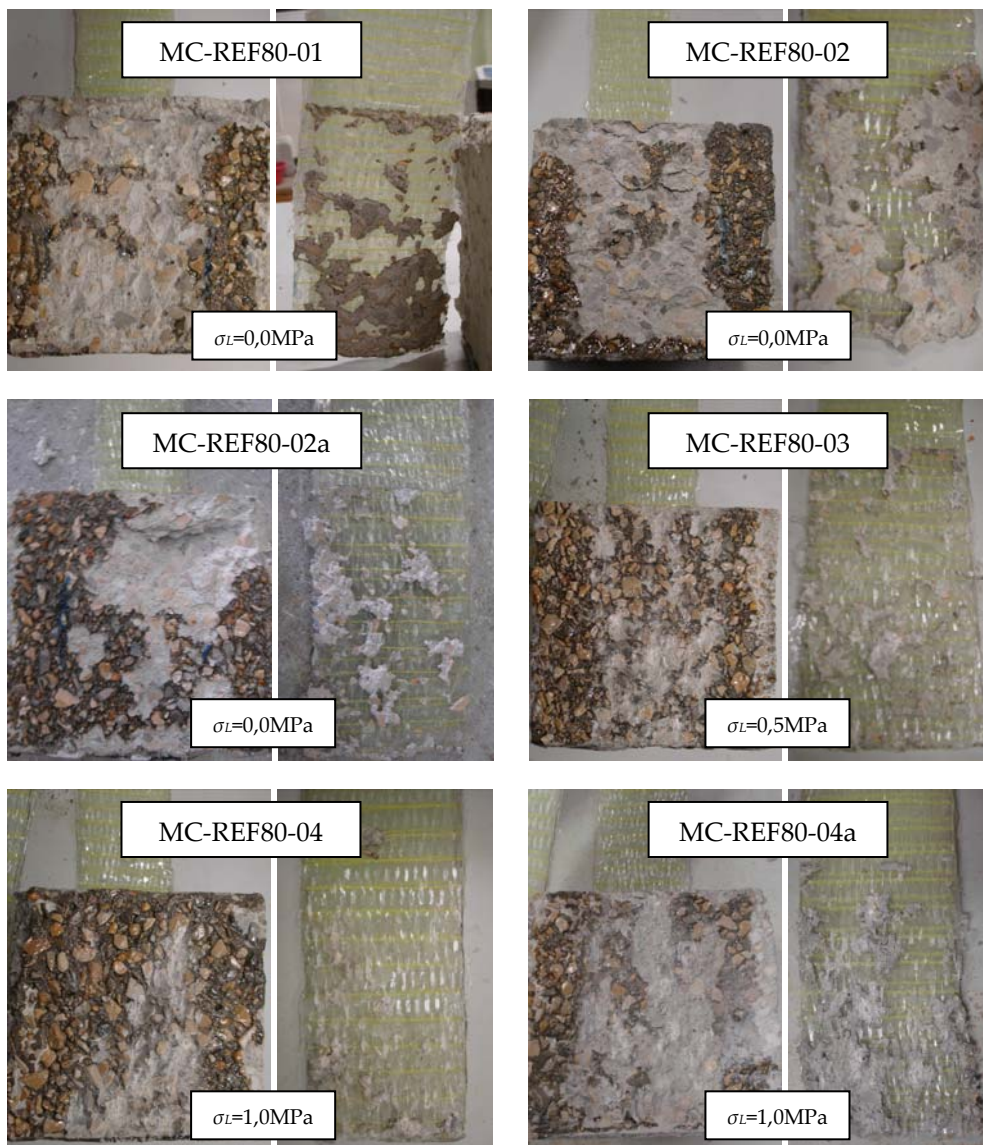 MC-REF80-01
MC-REF80-02
σL=0,0MPa
σL=0,0MPa
MC-REF80-02a
MC-REF80-03
σL=0,0MPa
σL=0,5MPa
MC-REF80-04
MC-REF80-04a
σL=1,0MPa
σL=1,0MPa